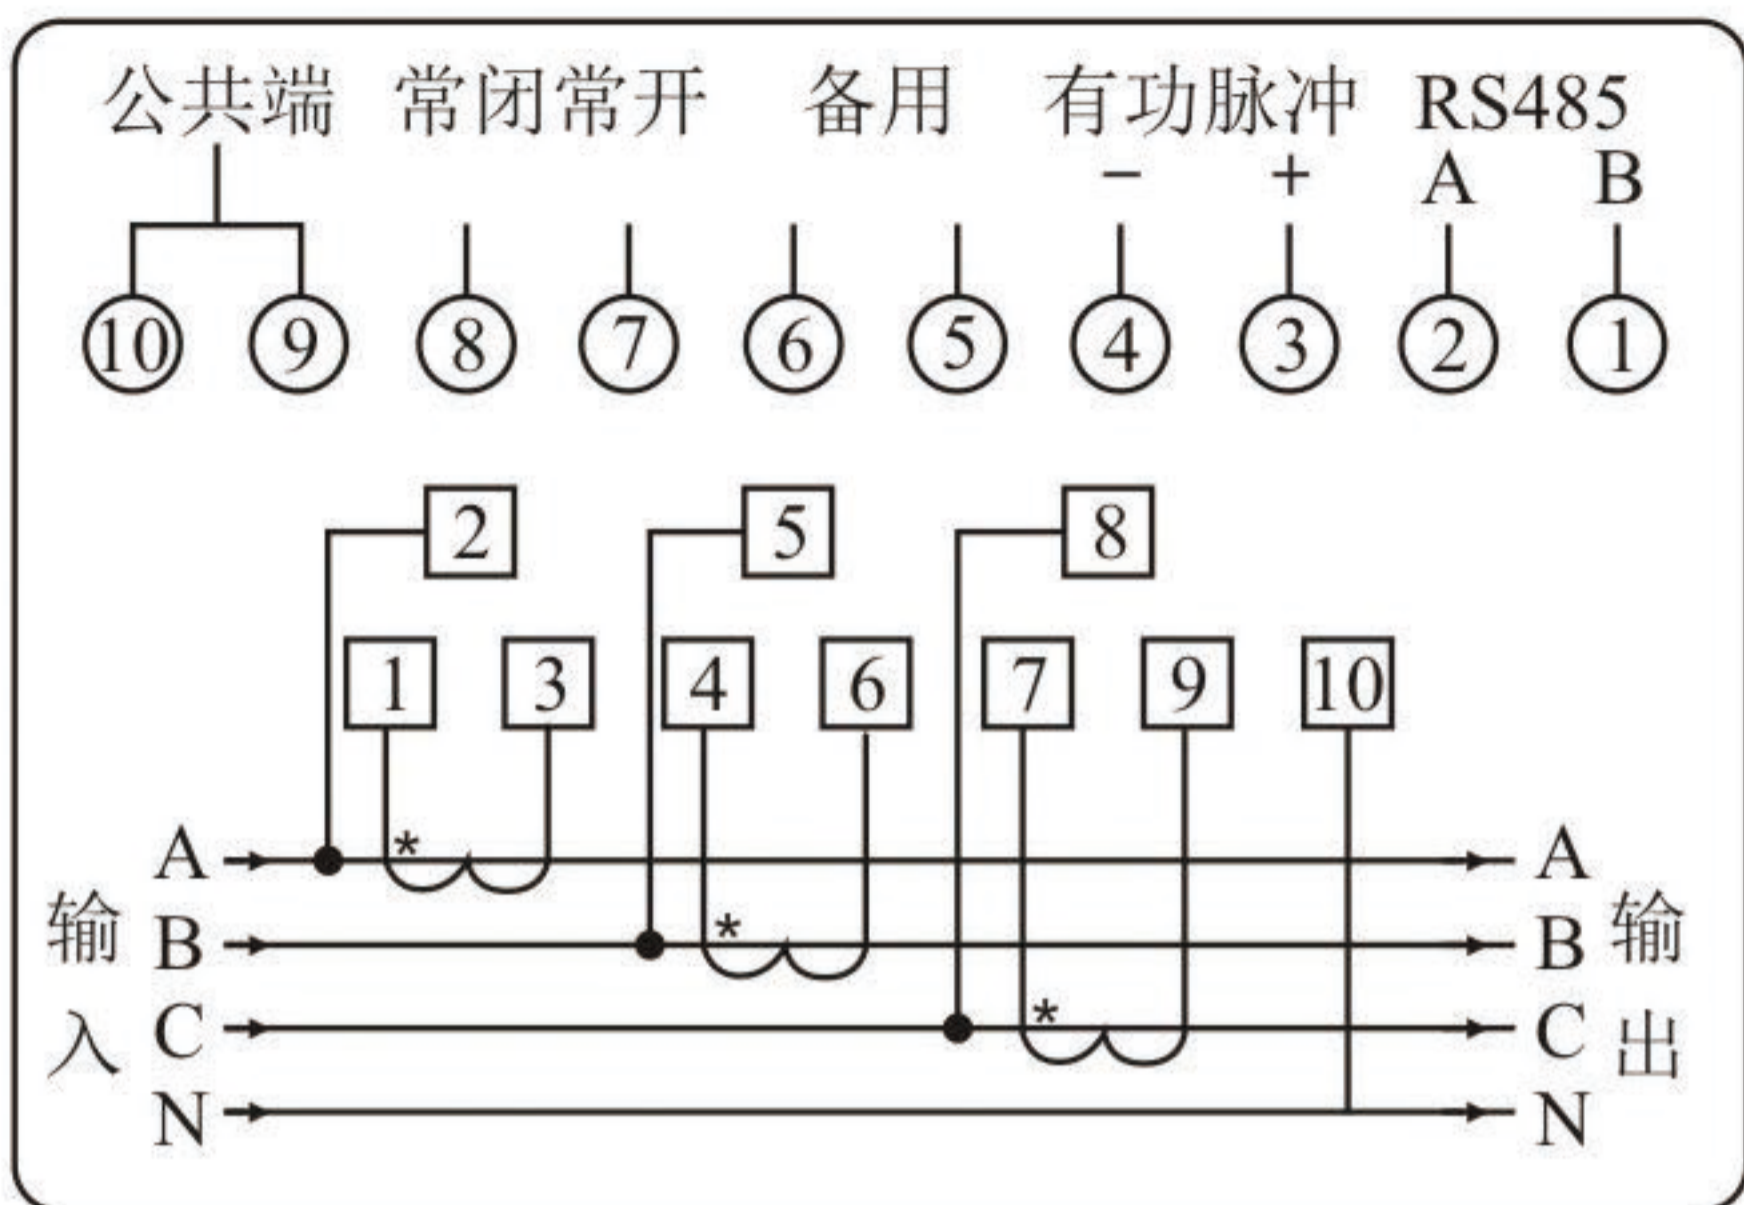 公共端 常闭常开 备用 有功脉冲 RS485
− + A B
10 9 8 7 6 5 4 3 2 1
2 5 8
1 3 4 6 7 9 10
A * A
输入 B * B 输出
C * C
N N